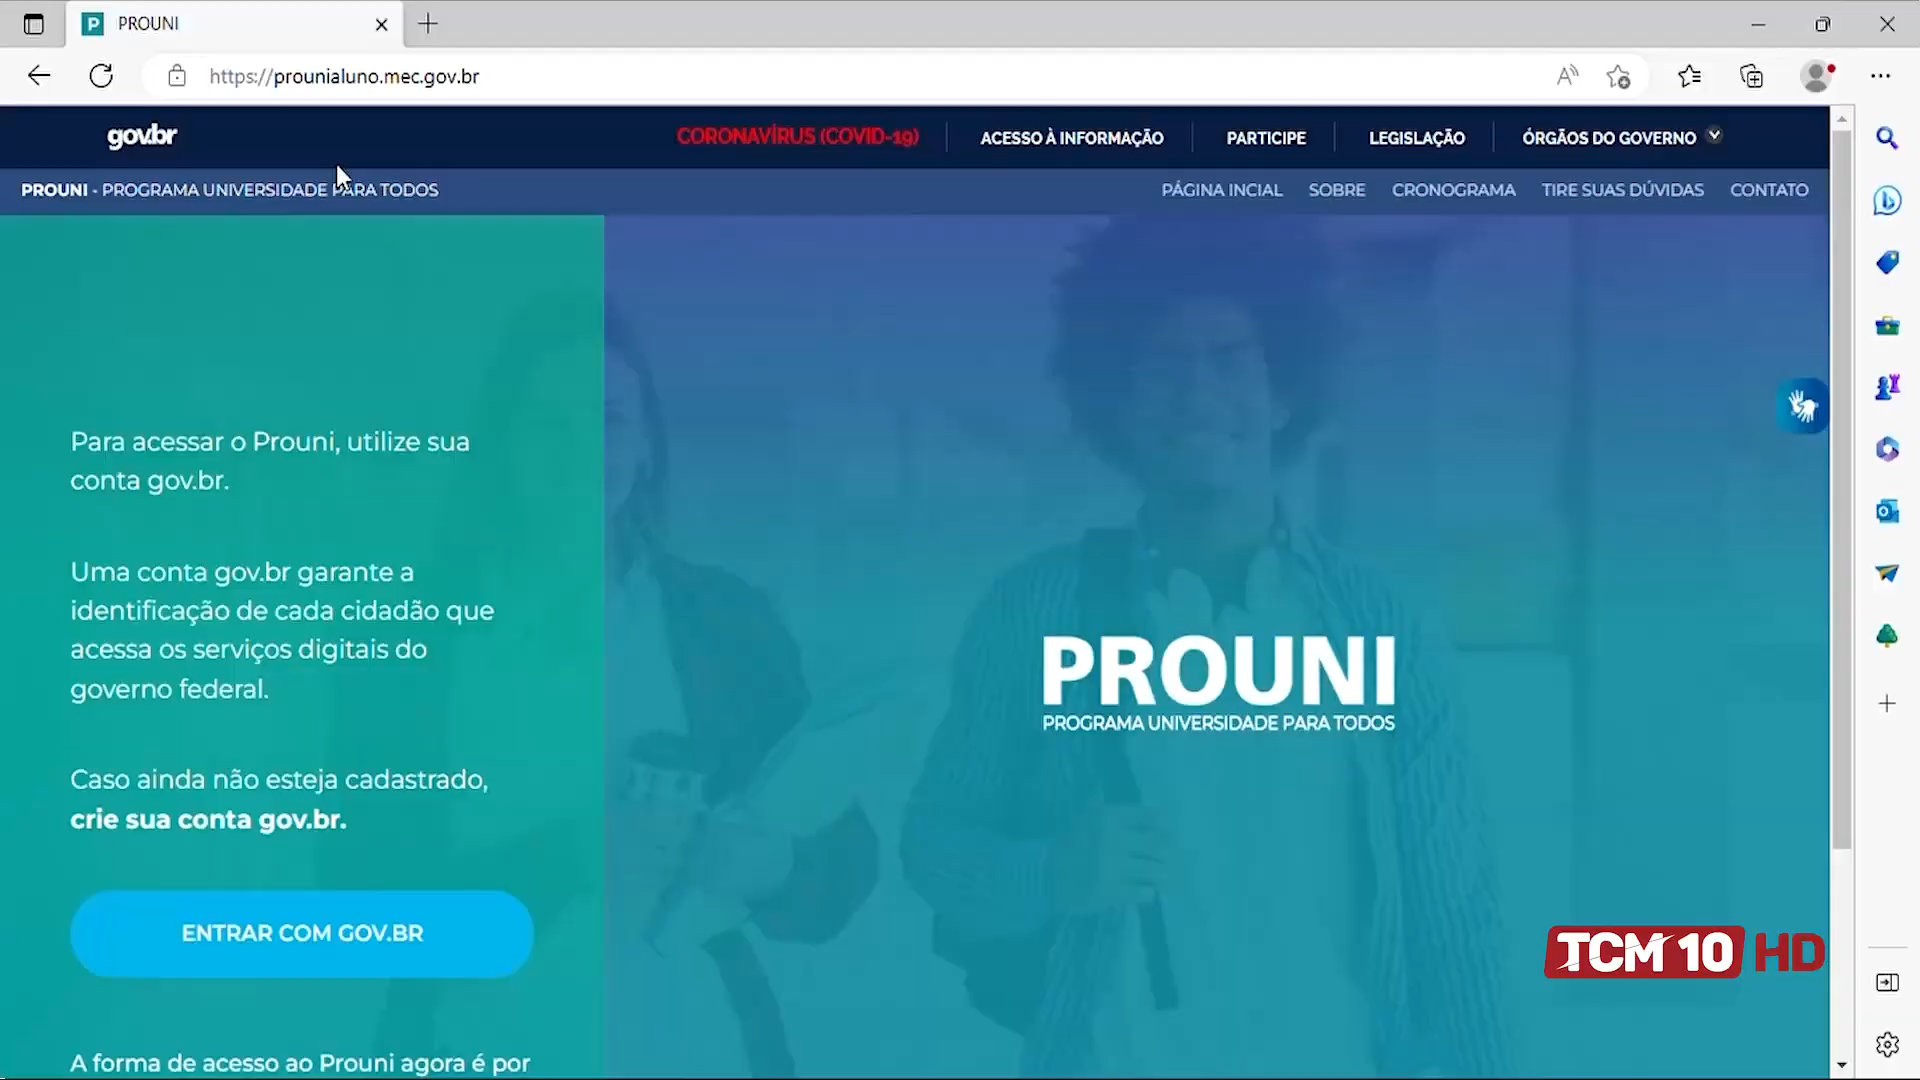 PROUNI
https://prounialuno.mec.gov.br
gov.br
CORONAVÍRUS (COVID-19)
ACESSO À INFORMAÇÃO
PARTICIPE
LEGISLAÇÃO
ÓRGÃOS DO GOVERNO
PROUNI - PROGRAMA UNIVERSIDADE PARA TODOS
PÁGINA INCIAL
SOBRE
CRONOGRAMA
TIRE SUAS DÚVIDAS
CONTATO
Para acessar o Prouni, utilize sua
conta gov.br.
Uma conta gov.br garante a
identificação de cada cidadão que
acessa os serviços digitais do
governo federal.
Caso ainda não esteja cadastrado,
crie sua conta gov.br.
ENTRAR COM GOV.BR
A forma de acesso ao Prouni agora é por
PROUNI
PROGRAMA UNIVERSIDADE PARA TODOS
TCM 10 HD